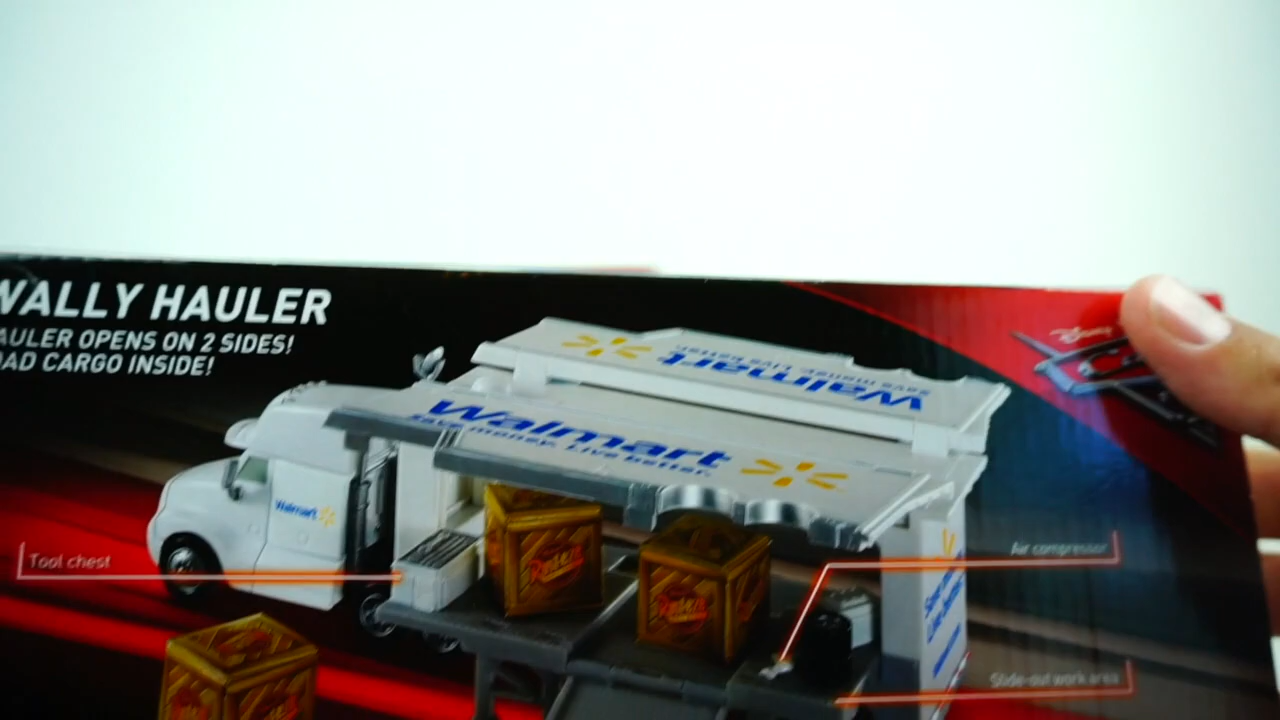 WALLY HAULER
HAULER OPENS ON 2 SIDES!
LOAD CARGO INSIDE!
Walmart
Save money. Live better.
Walmart
Save money. Live better.
Walmart
Tool chest
Air compressor
Slide-out work area